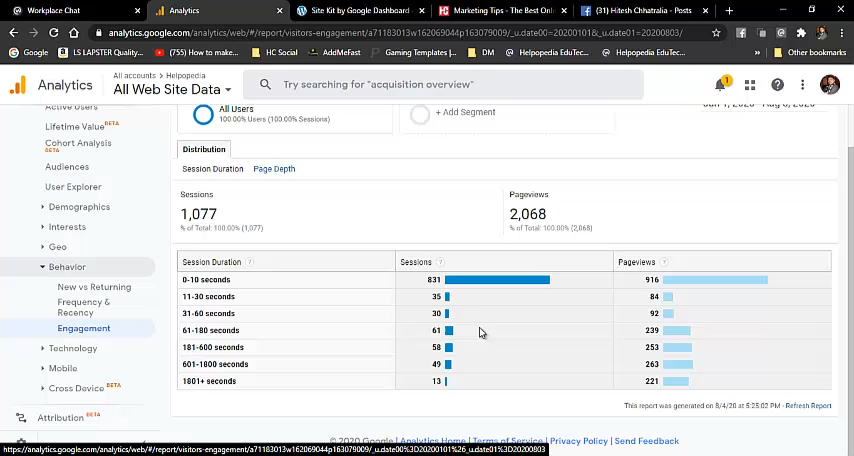 Workplace Chat
Analytics
Site Kit by Google Dashboard
Marketing Tips - The Best Onli
(31) Hitesh Chhatralia - Posts
analytics.google.com/analytics/web/#/report/visitors-engagement/a71183013w162069044p163079009/_u.date00=20200101&_u.date01=20200803/
Google
LS LAPSTER LS
(755) How to make...
HC Social
AddMeFast
Gaming Templates |...
DM
Helpopedia EduTec...
Helpopedia EduTec...
Other bookmarks
Analytics
All accounts > Helpopedia
All Web Site Data
Try searching for "acquisition overview"
1
Active Users
Lifetime Value BETA
Cohort Analysis
BETA
Audiences
User Explorer
Demographics
Interests
Geo
Behavior
New vs Returning
Frequency &
Recency
Engagement
Technology
Mobile
Cross Device BETA
Attribution BETA
All Users
100.00% Users (100.00% Sessions)
+ Add Segment
Distribution
Session Duration Page Depth
Sessions Pageviews
1,077 2,068
% of Total: 100.00% (1,077) % of Total: 100.00% (2,068)
Session Duration Sessions Pageviews
0-10 seconds 831 916
11-30 seconds 35 84
31-60 seconds 30 92
61-180 seconds 61 239
181-600 seconds 58 253
601-1800 seconds 49 263
1801+ seconds 13 221
This report was generated on 8/4/20 at 5:25:02 PM - Refresh Report
© 2020 Google | Analytics Home | Terms of Service | Privacy Policy | Send Feedback
https://analytics.google.com/analytics/web/#/report/visitors-engagement/a71183013w162069044p163079009/_u.date00%3D20200101%26_u.date01%3D20200803